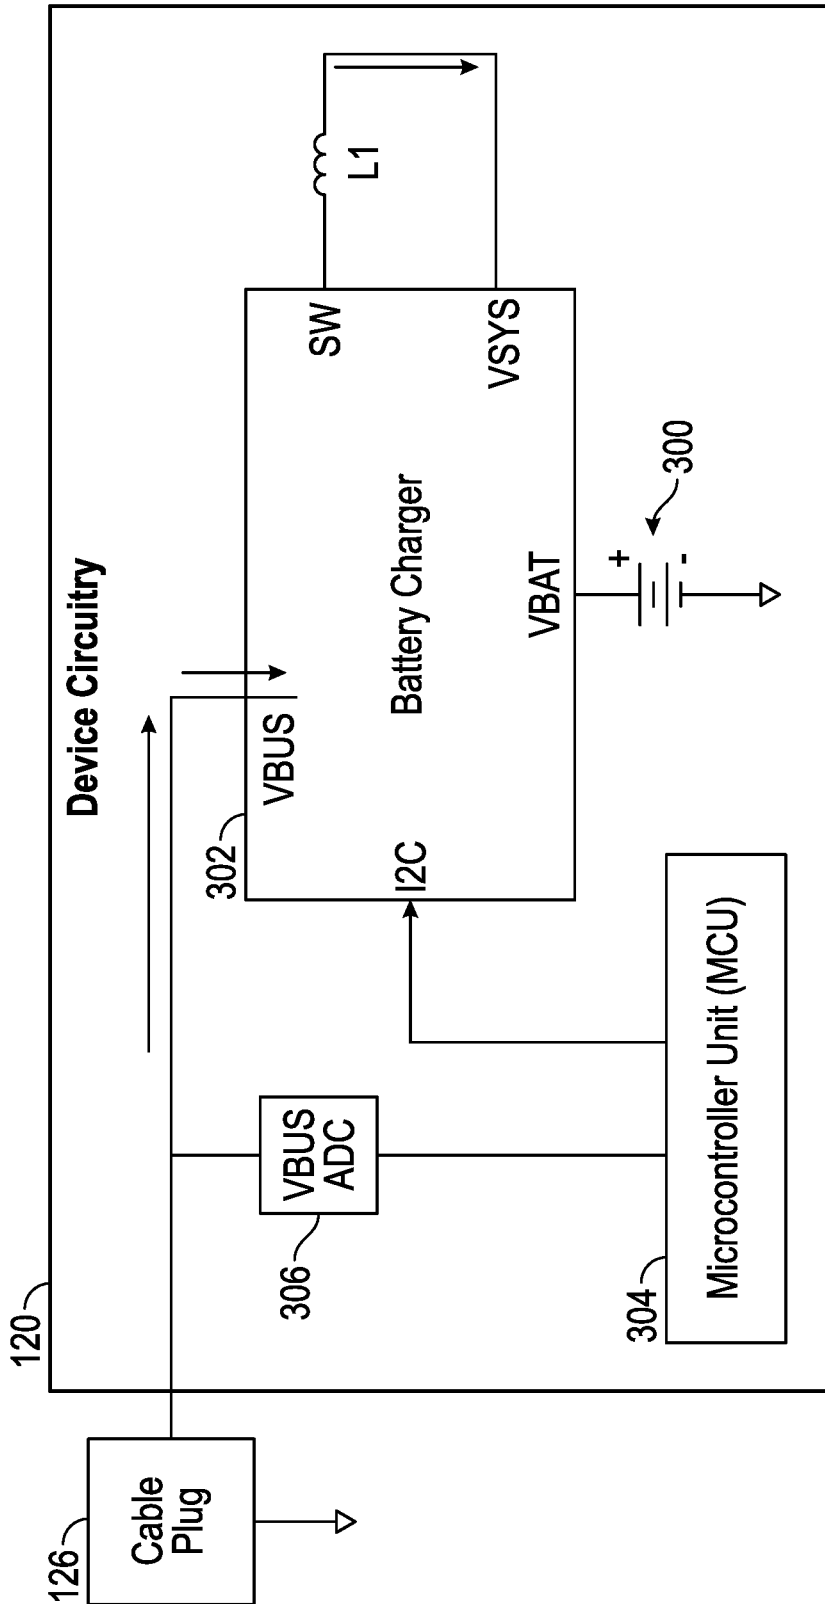 Device Circuitry
120
126
Cable
Plug
VBUS
ADC
306
302
VBUS
SW
L1
I2C
Battery Charger
VSYS
VBAT
+
-
300
304
Microcontroller Unit (MCU)